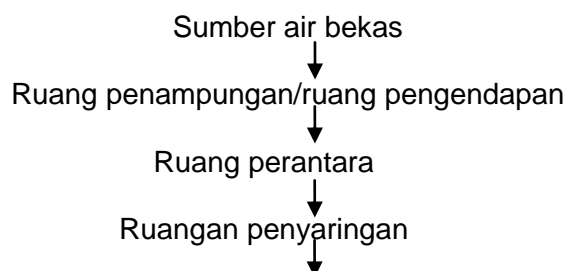 Sumber air bekas
Ruang penampungan/ruang pengendapan
Ruang perantara
Ruangan penyaringan